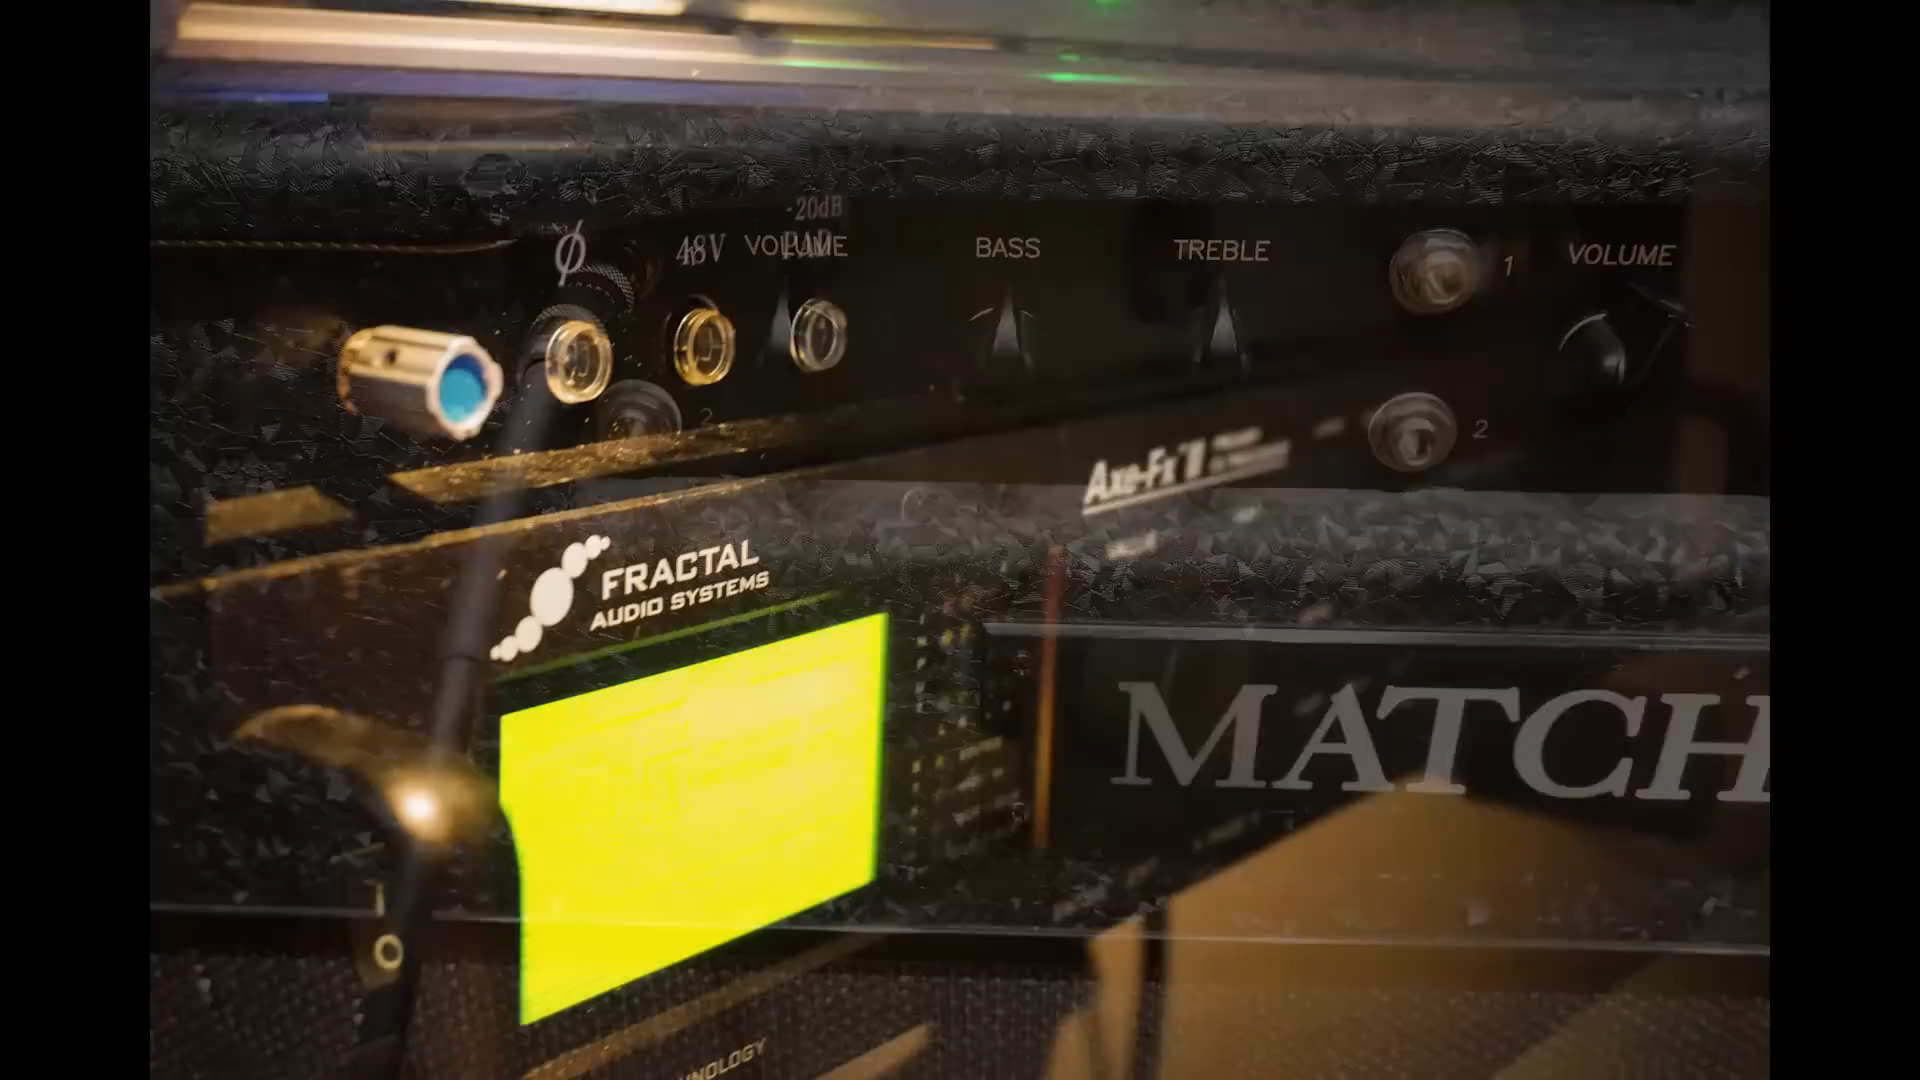 -20dB
PAD
ϕ
48V
VOLUME
BASS
TREBLE
1
VOLUME
2
2
Axe-Fx II
FRACTAL
AUDIO SYSTEMS
MATCH